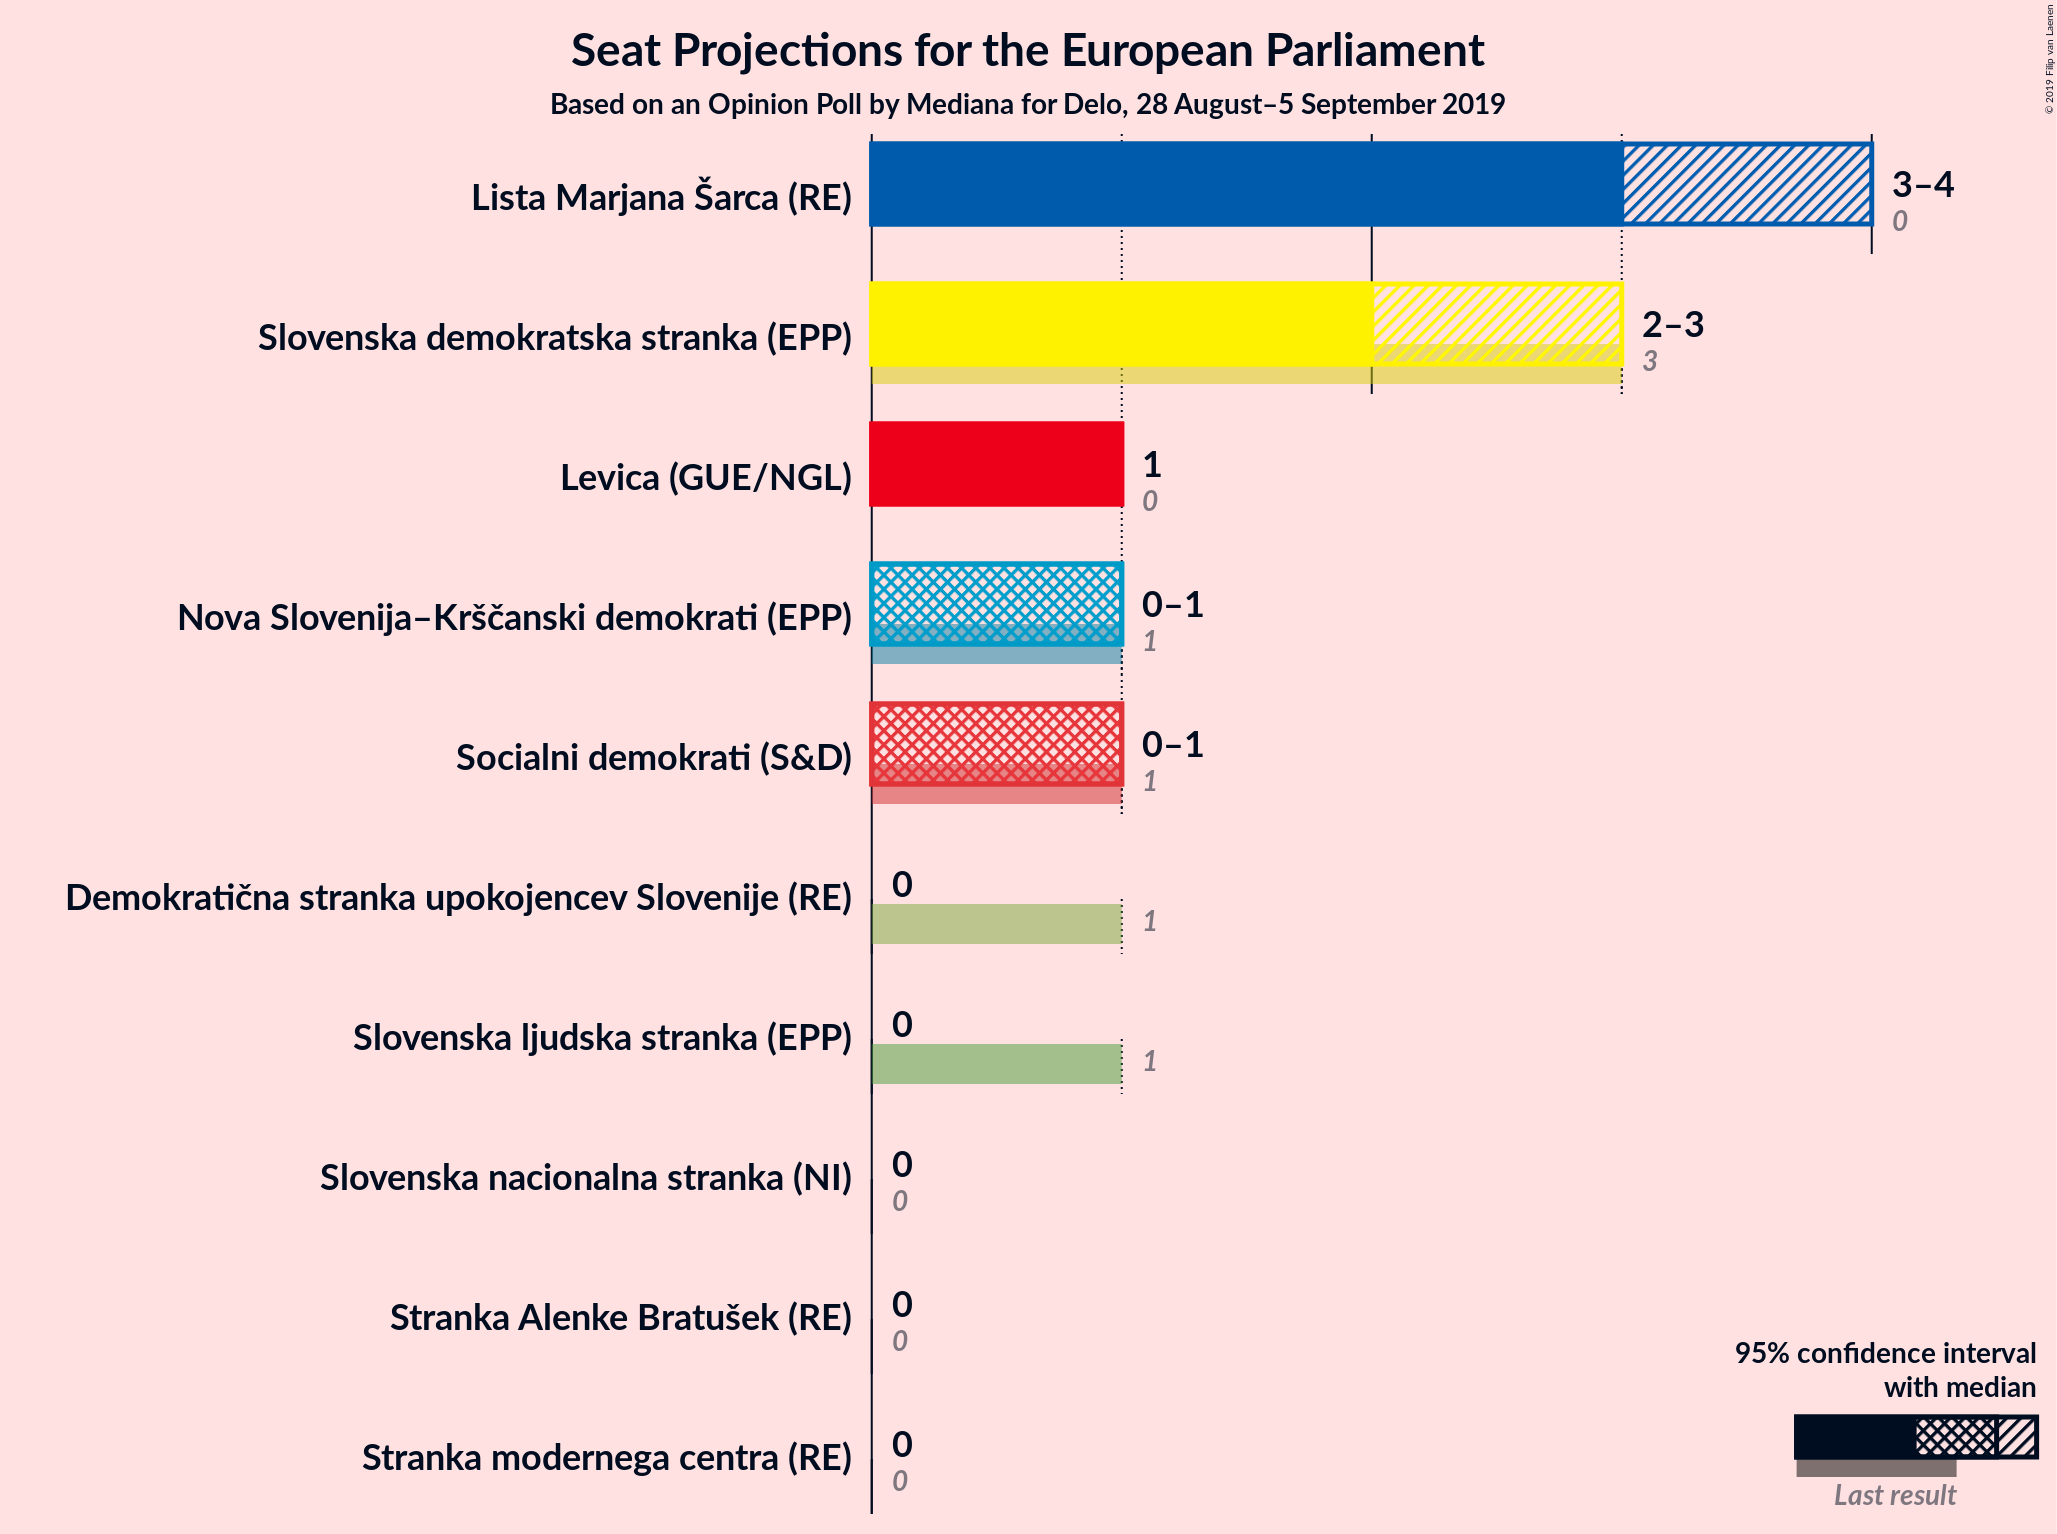 Seat Projections for the European Parliament
Based on an Opinion Poll by Mediana for Delo, 28 August–5 September 2019
© 2019 Filip van Laenen
Lista Marjana Šarca (RE)
3–4
0
Slovenska demokratska stranka (EPP)
2–3
3
Levica (GUE/NGL)
1
0
Nova Slovenija–Krščanski demokrati (EPP)
0–1
1
Socialni demokrati (S&D)
0–1
1
Demokratična stranka upokojencev Slovenije (RE)
0
1
Slovenska ljudska stranka (EPP)
0
1
Slovenska nacionalna stranka (NI)
0
0
Stranka Alenke Bratušek (RE)
0
0
Stranka modernega centra (RE)
0
0
95% confidence interval
with median
Last result